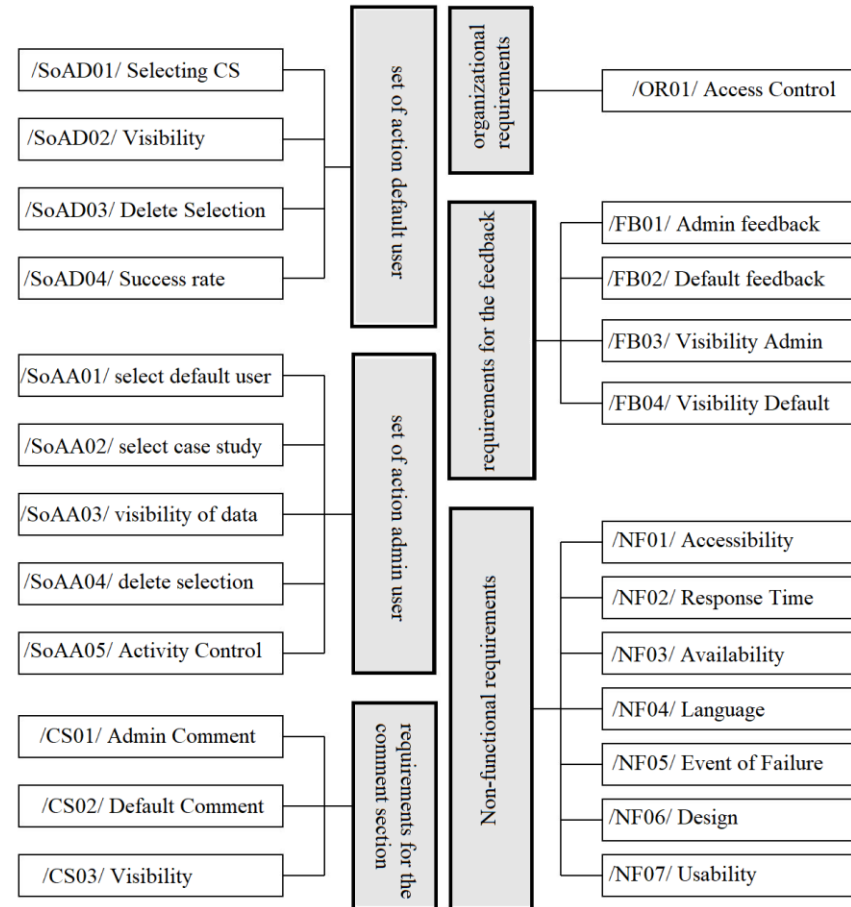 /SoAD01/ Selecting CS
/SoAD02/ Visibility
/SoAD03/ Delete Selection
/SoAD04/ Success rate
set of action default user
/SoAA01/ select default user
/SoAA02/ select case study
/SoAA03/ visibility of data
/SoAA04/ delete selection
/SoAA05/ Activity Control
set of action admin user
/CS01/ Admin Comment
/CS02/ Default Comment
/CS03/ Visibility
requirements for the
comment section
organizational
requirements
/OR01/ Access Control
requirements for the feedback
/FB01/ Admin feedback
/FB02/ Default feedback
/FB03/ Visibility Admin
/FB04/ Visibility Default
Non-functional requirements
/NF01/ Accessibility
/NF02/ Response Time
/NF03/ Availability
/NF04/ Language
/NF05/ Event of Failure
/NF06/ Design
/NF07/ Usability